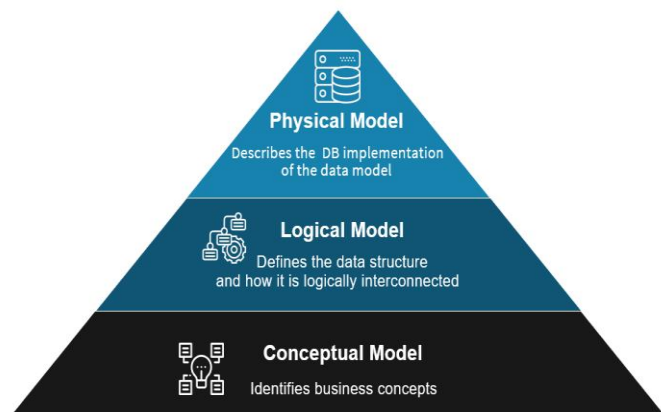 Physical Model
Describes the DB implementation
of the data model
Logical Model
Defines the data structure
and how it is logically interconnected
Conceptual Model
Identifies business concepts